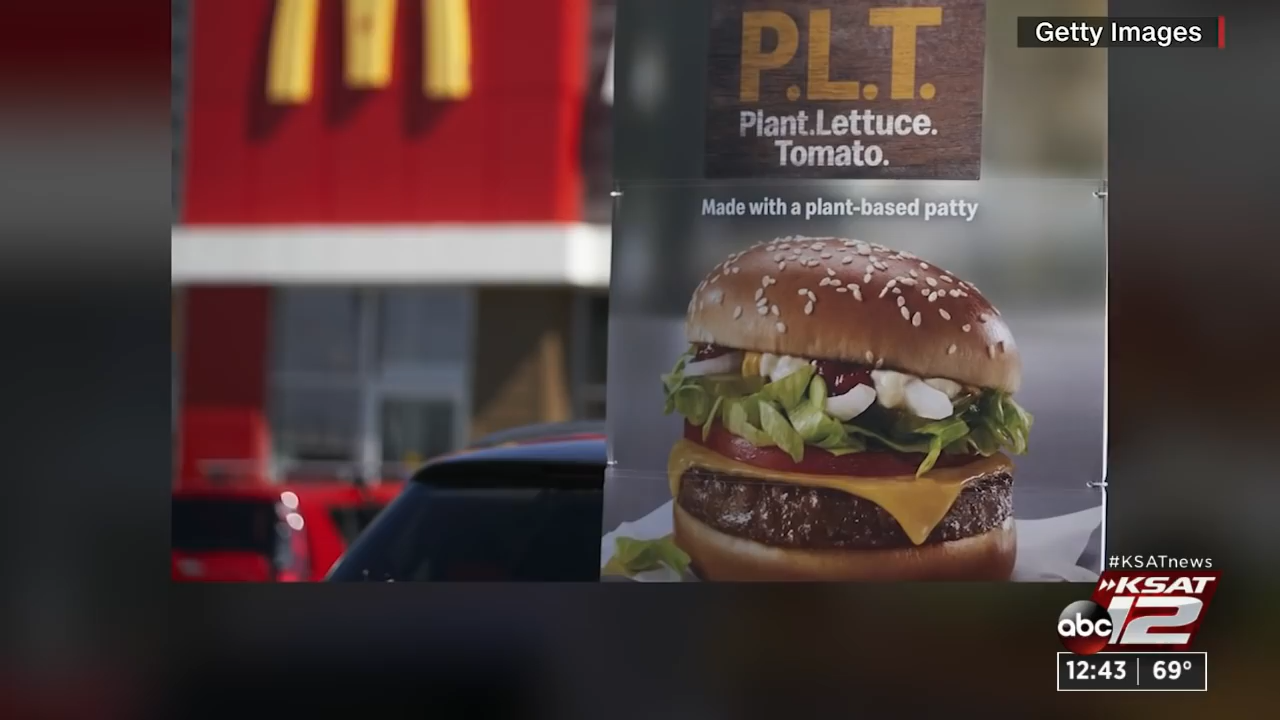 Getty Images
P.L.T.
Plant.Lettuce.
Tomato.
Made with a plant-based patty
#KSATnews
KSAT
abc 12
12:43 69°